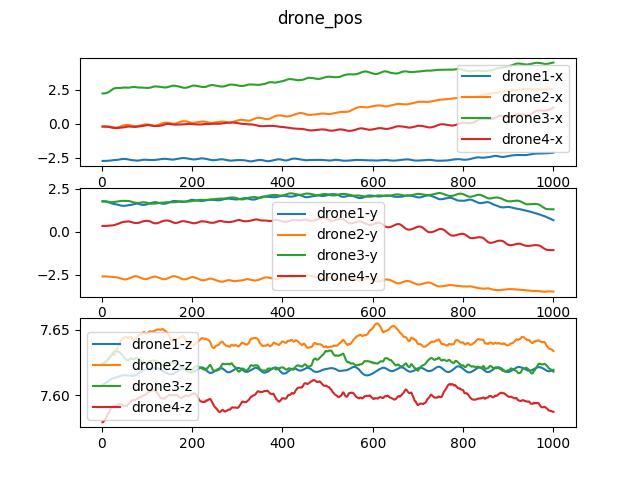 drone_pos
2.5
0.0
−2.5
drone1-x
drone2-x
drone3-x
drone4-x
0 200 400 600 800 1000
2.5
0.0
−2.5
drone1-y
drone2-y
drone3-y
drone4-y
0 200 400 600 800 1000
7.65
7.60
drone1-z
drone2-z
drone3-z
drone4-z
0 200 400 600 800 1000